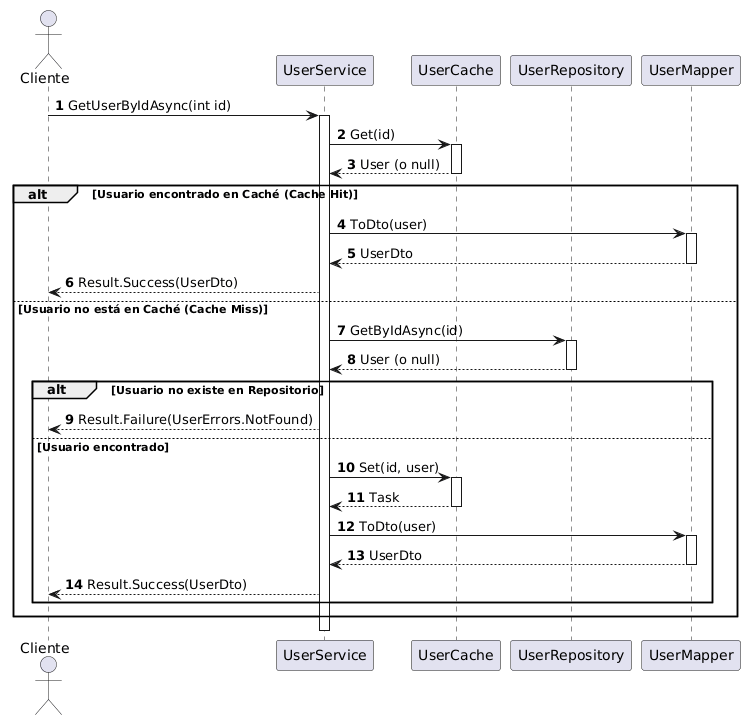 Cliente
UserService
UserCache
UserRepository
UserMapper
1 GetUserByIdAsync(int id)
2 Get(id)
3 User (o null)
alt [Usuario encontrado en Caché (Cache Hit)]
4 ToDto(user)
5 UserDto
6 Result.Success(UserDto)
[Usuario no está en Caché (Cache Miss)]
7 GetByIdAsync(id)
8 User (o null)
alt [Usuario no existe en Repositorio]
9 Result.Failure(UserErrors.NotFound)
[Usuario encontrado]
10 Set(id, user)
11 Task
12 ToDto(user)
13 UserDto
14 Result.Success(UserDto)
Cliente
UserService
UserCache
UserRepository
UserMapper